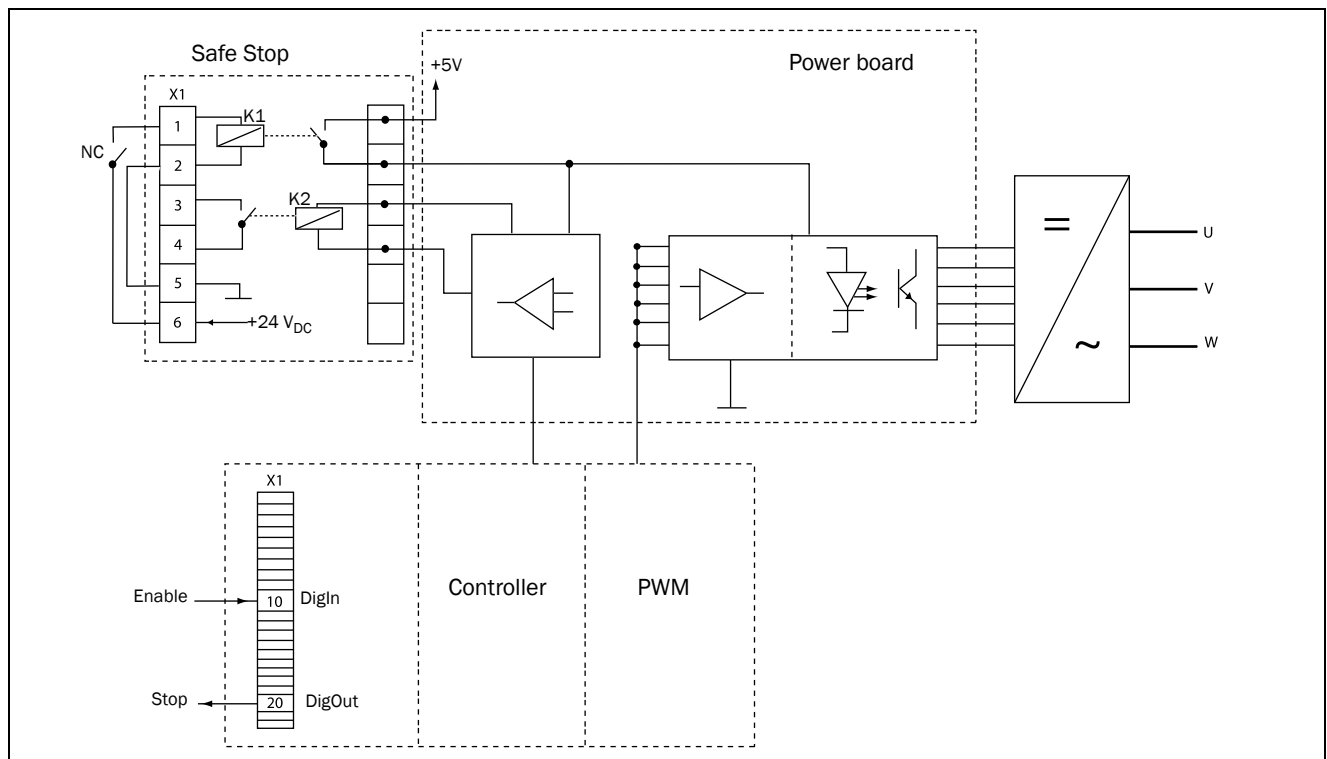 Safe Stop
Power board
+5V
X1
K1
1
NC
2
K2
3
4
5
6
+24 VDC
=
~
U
V
W
X1
Enable
10
DigIn
Controller
PWM
Stop
20
DigOut